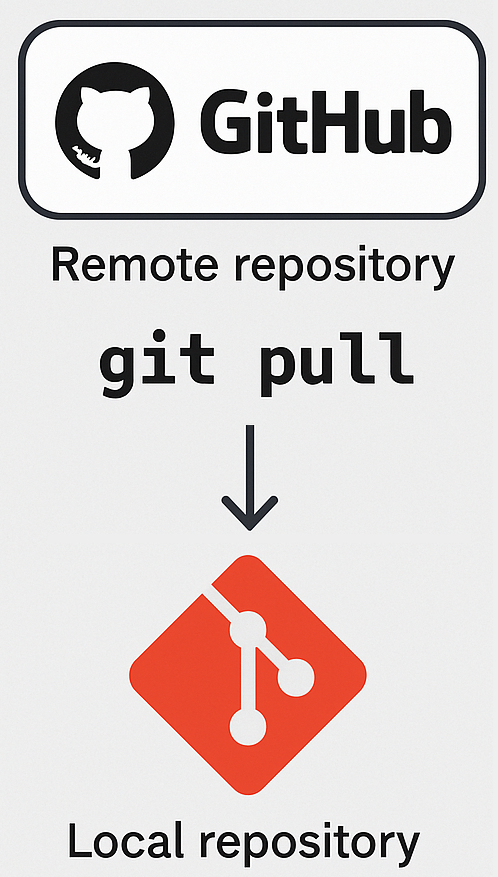 GitHub
Remote repository
git pull
Local repository